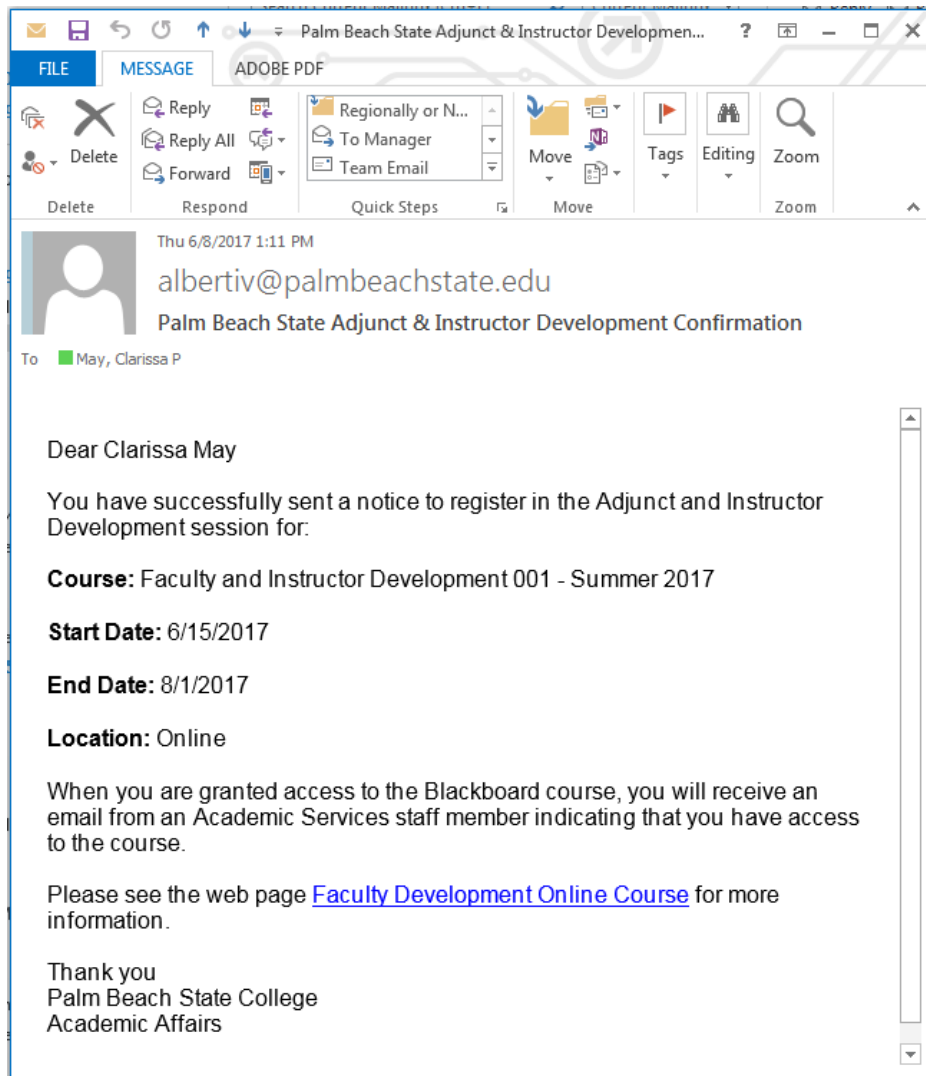 Palm Beach State Adjunct & Instructor Developmen... ?
FILE MESSAGE ADOBE PDF
Delete
Reply
Reply All
Forward
Regionally or N...
To Manager
Team Email
Move
Tags
Editing
Zoom
Delete Respond Quick Steps Move Zoom
Thu 6/8/2017 1:11 PM
albertiv@palmbeachstate.edu
Palm Beach State Adjunct & Instructor Development Confirmation
To May, Clarissa P
Dear Clarissa May
You have successfully sent a notice to register in the Adjunct and Instructor
Development session for:
Course: Faculty and Instructor Development 001 - Summer 2017
Start Date: 6/15/2017
End Date: 8/1/2017
Location: Online
When you are granted access to the Blackboard course, you will receive an
email from an Academic Services staff member indicating that you have access
to the course.
Please see the web page Faculty Development Online Course for more
information.
Thank you
Palm Beach State College
Academic Affairs